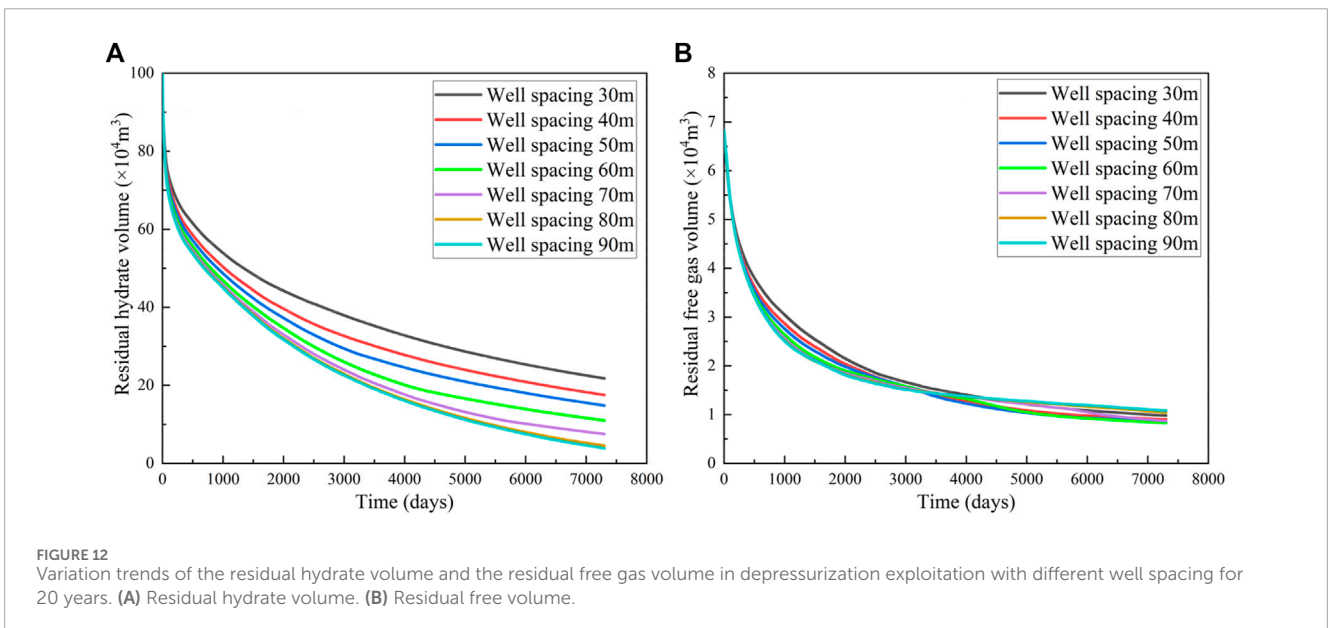 A
Residual hydrate volume (×10⁴m³)
100
80
60
40
20
0
Well spacing 30m
Well spacing 40m
Well spacing 50m
Well spacing 60m
Well spacing 70m
Well spacing 80m
Well spacing 90m
0 1000 2000 3000 4000 5000 6000 7000 8000
Time (days)
B
Residual free gas volume (×10⁴m³)
8
7
6
5
4
3
2
1
0
Well spacing 30m
Well spacing 40m
Well spacing 50m
Well spacing 60m
Well spacing 70m
Well spacing 80m
Well spacing 90m
0 1000 2000 3000 4000 5000 6000 7000 8000
Time (days)
FIGURE 12
Variation trends of the residual hydrate volume and the residual free gas volume in depressurization exploitation with different well spacing for
20 years. (A) Residual hydrate volume. (B) Residual free volume.